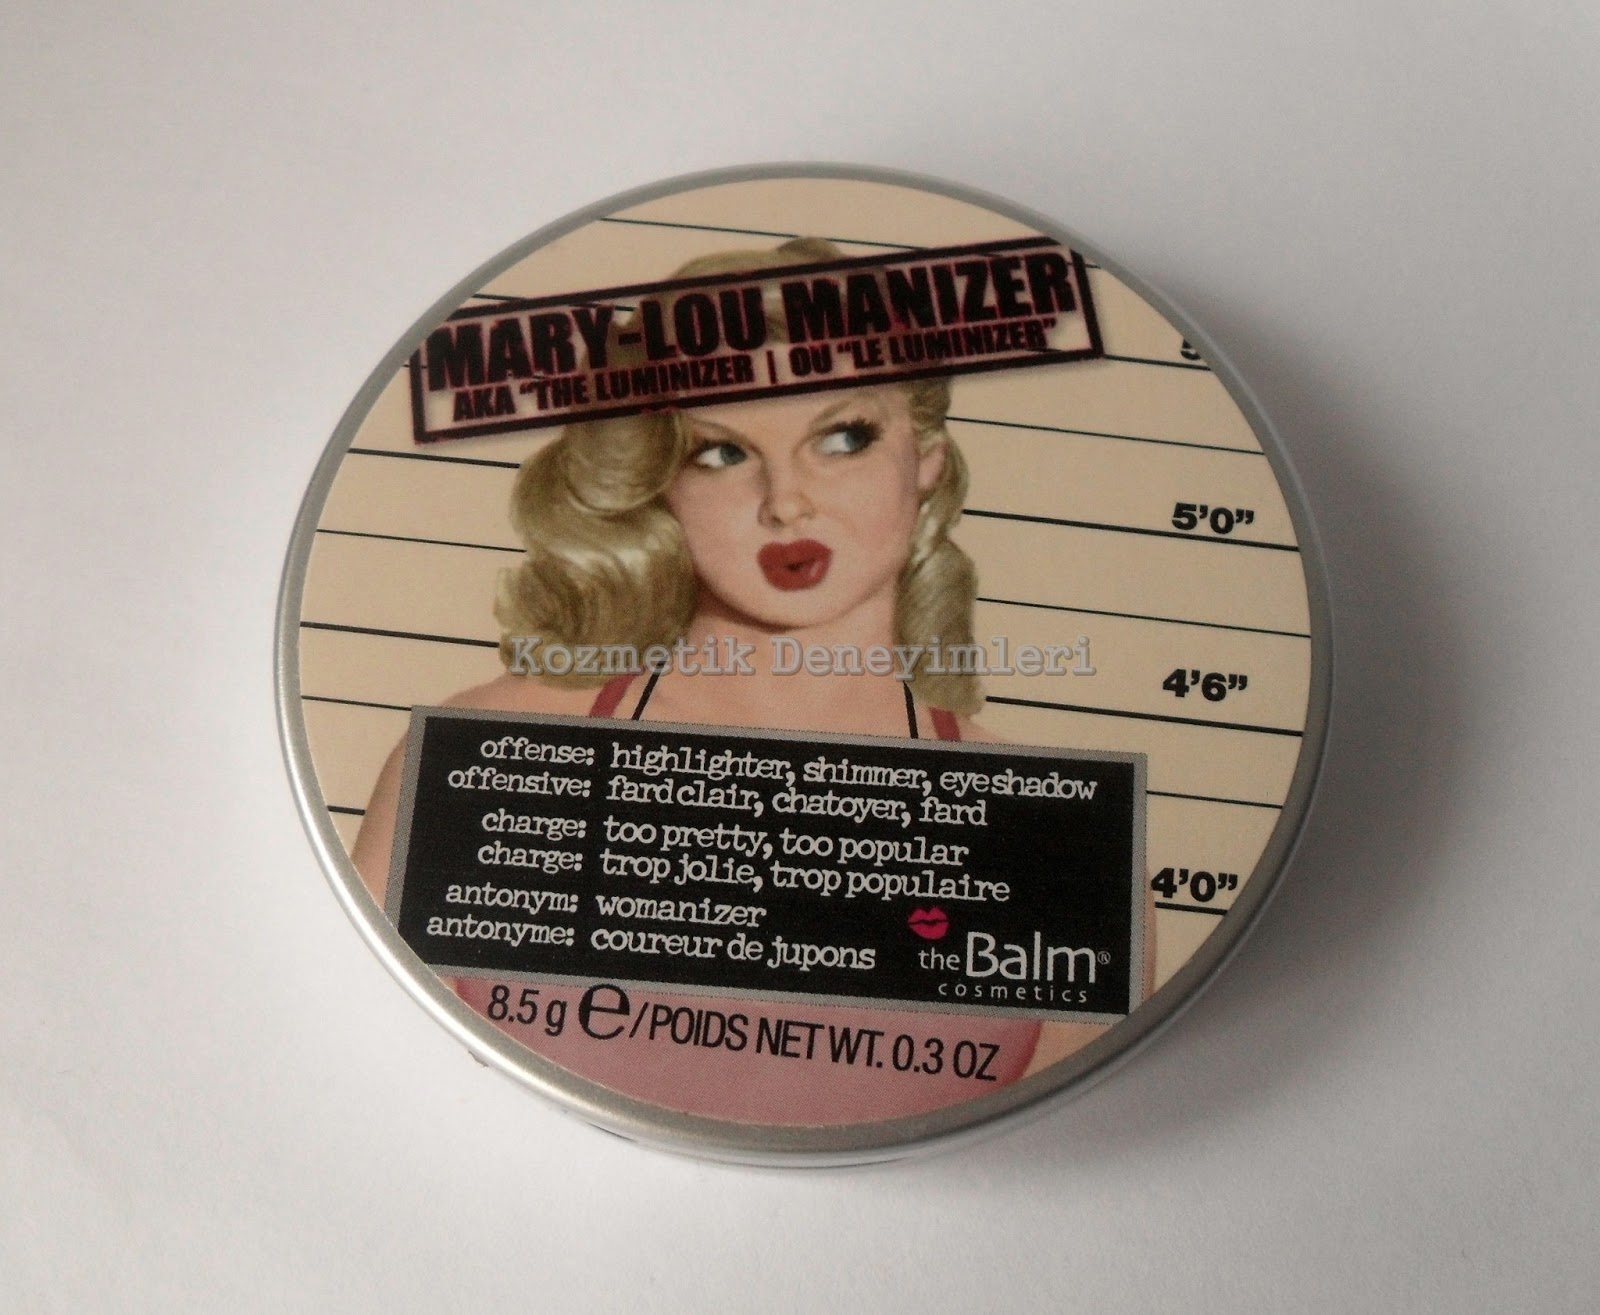 MARY-LOU MANIZER
AKA "THE LUMINIZER | OU "LE LUMINIZER"
5'0"
4'6"
Kozmetik Deneyimleri
offense: highlighter, shimmer, eyeshadow
offensive: fard clair, chatoyer, fard
charge: too pretty, too popular
charge: trop jolie, trop populaire
4'0"
antonym: womanizer
antonyme: coureur de jupons
theBalm®
cosmetics
8.5 g e/POIDS NET WT. 0.3 OZ